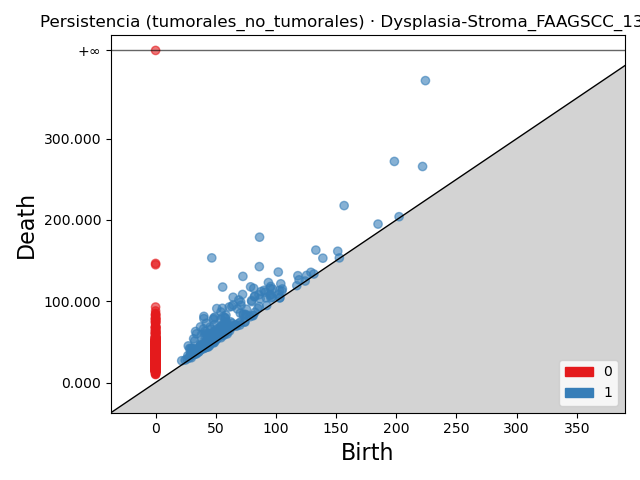 Persistencia (tumorales_no_tumorales) · Dysplasia-Stroma_FAAGSCC_13
+∞
300.000
200.000
100.000
0.000
Death
0 50 100 150 200 250 300 350
Birth
0
1